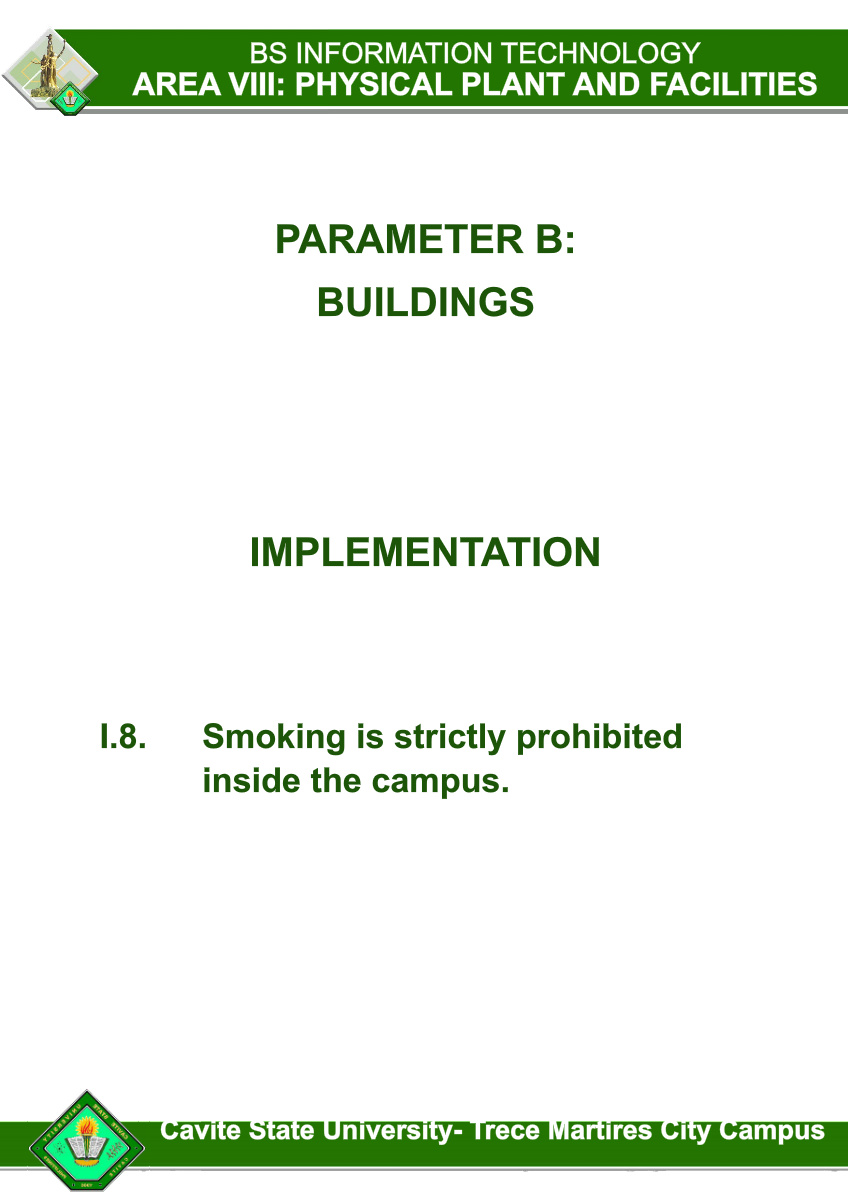 BS INFORMATION TECHNOLOGY
AREA VIII: PHYSICAL PLANT AND FACILITIES
PARAMETER B:
BUILDINGS
IMPLEMENTATION
I.8. Smoking is strictly prohibited
inside the campus.
Cavite State University- Trece Martires City Campus